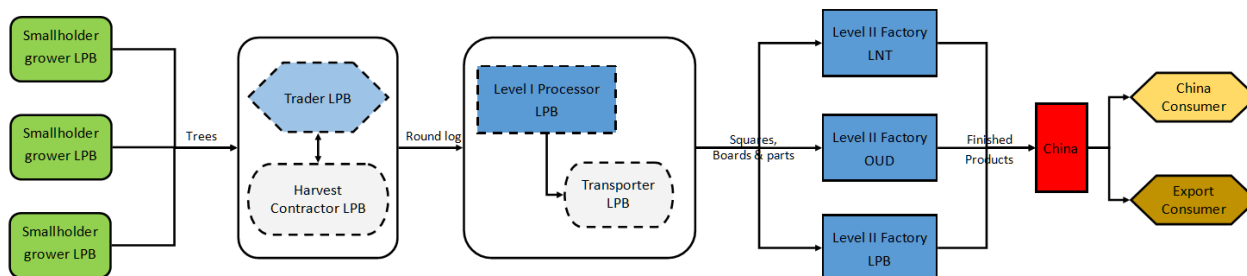 Smallholder
grower LPB
Smallholder
grower LPB
Smallholder
grower LPB
Trees
Trader LPB
Harvest
Contractor LPB
Round log
Level I Processor
LPB
Transporter
LPB
Squares,
Boards & parts
Level II Factory
LNT
Level II Factory
OUD
Level II Factory
LPB
Finished
Products
China
China
Consumer
Export
Consumer